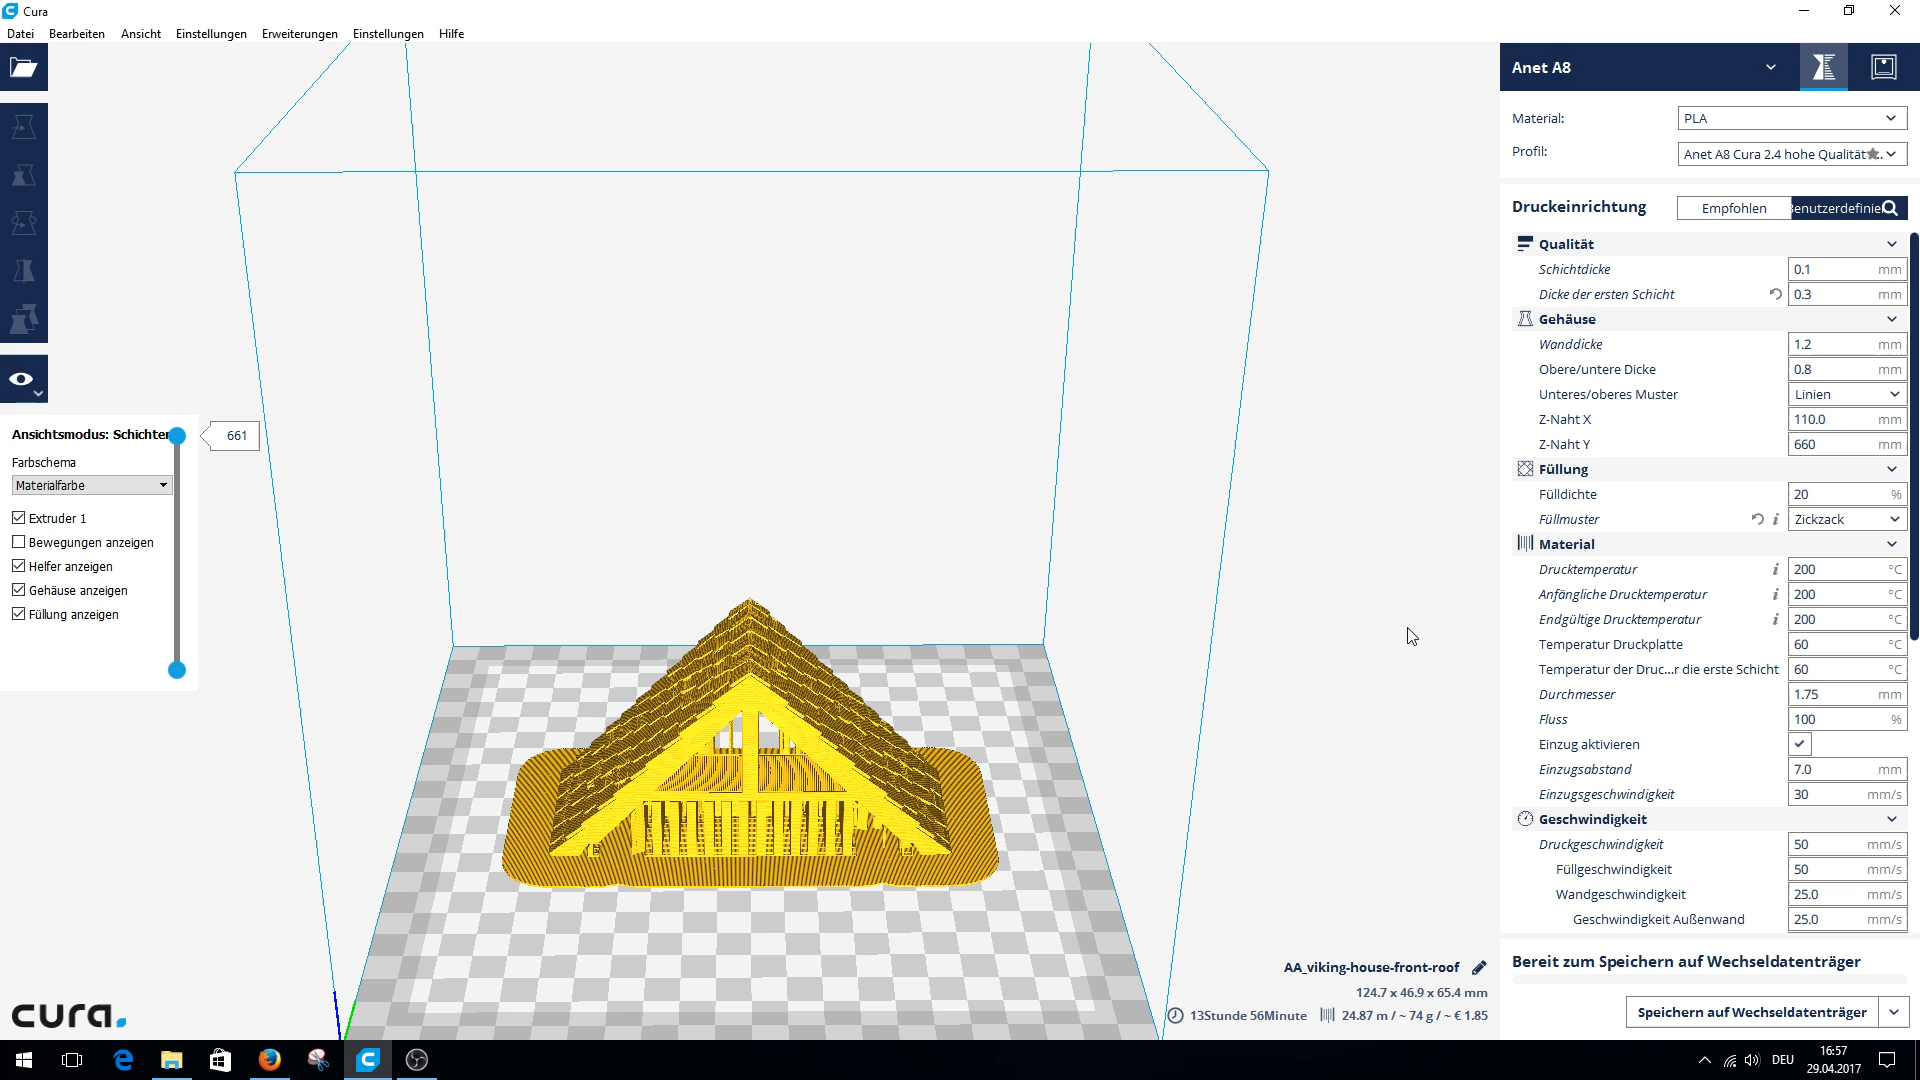 Cura
Datei Bearbeiten Ansicht Einstellungen Erweiterungen Einstellungen Hilfe
Anet A8
Material: PLA
Profil: Anet A8 Cura 2.4 hohe Qualität ..
Druckeinrichtung Empfohlen Benutzerdefinie
Qualität
Schichtdicke 0.1 mm
Dicke der ersten Schicht 0.3 mm
Gehäuse
Wanddicke 1.2 mm
Obere/untere Dicke 0.8 mm
Unteres/oberes Muster Linien
Z-Naht X 110.0 mm
Z-Naht Y 660 mm
Füllung
Fülldichte 20 %
Füllmuster i Zickzack
Material
Drucktemperatur i 200 °C
Anfängliche Drucktemperatur i 200 °C
Endgültige Drucktemperatur i 200 °C
Temperatur Druckplatte 60 °C
Temperatur der Druc...r die erste Schicht 60 °C
Durchmesser 1.75 mm
Fluss 100 %
Einzug aktivieren
Einzugsabstand 7.0 mm
Einzugsgeschwindigkeit 30 mm/s
Geschwindigkeit
Druckgeschwindigkeit 50 mm/s
Füllgeschwindigkeit 50 mm/s
Wandgeschwindigkeit 25.0 mm/s
Geschwindigkeit Außenwand 25.0 mm/s
Bereit zum Speichern auf Wechseldatenträger
Speichern auf Wechseldatenträger
Ansichtsmodus: Schichten
661
Farbschema
Materialfarbe
Extruder 1
Bewegungen anzeigen
Helfer anzeigen
Gehäuse anzeigen
Füllung anzeigen
AA_viking-house-front-roof
124.7 x 46.9 x 65.4 mm
13Stunde 56Minute 24.87 m / ~ 74 g / ~ € 1.85
cura.
DEU
16:57
29.04.2017